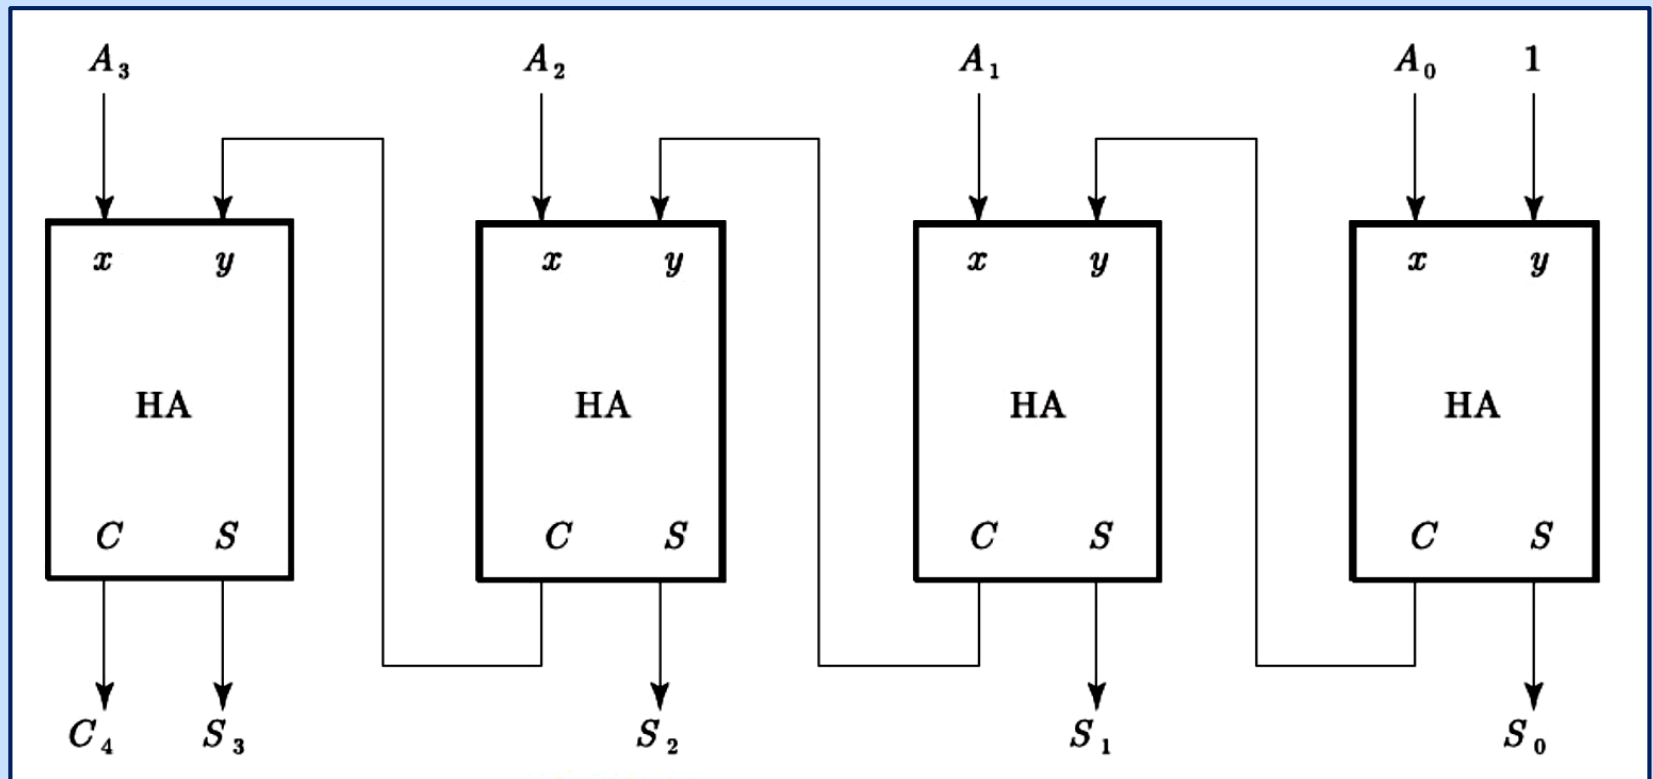 A₃ A₂ A₁ A₀ 1
x y x y x y x y
HA HA HA HA
C S C S C S C S
C₄ S₃ S₂ S₁ S₀